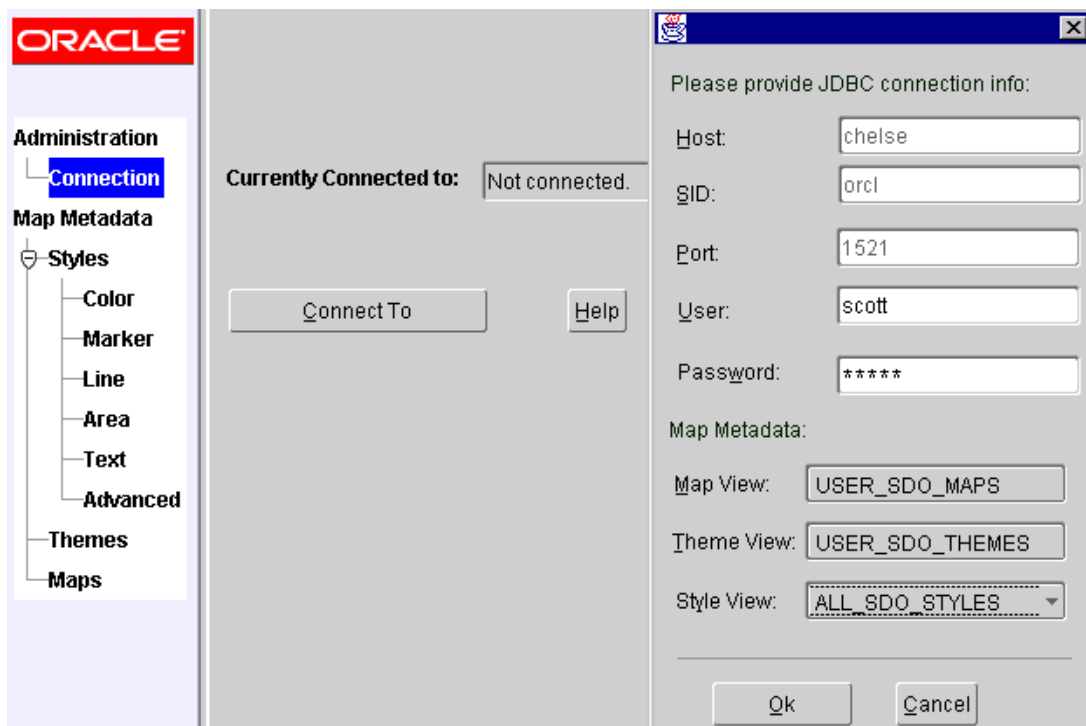 ORACLE
Administration
Connection
Map Metadata
Styles
Color
Marker
Line
Area
Text
Advanced
Themes
Maps
Currently Connected to: Not connected.
Connect To Help
Please provide JDBC connection info:
Host: chelse
SID: orcl
Port: 1521
User: scott
Password: *****
Map Metadata:
Map View: USER_SDO_MAPS
Theme View: USER_SDO_THEMES
Style View: ALL_SDO_STYLES
Ok Cancel